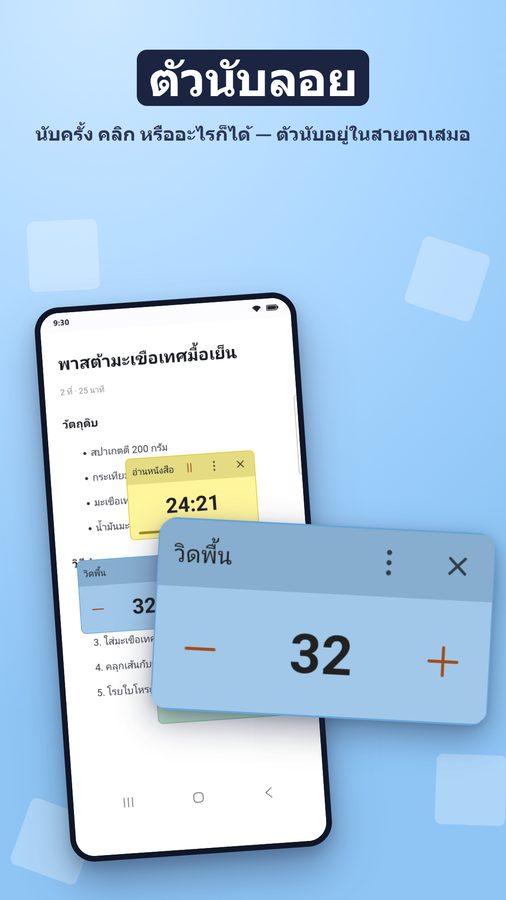 ตัวนับลอย
นับครั้ง คลิก หรืออะไรก็ได้ — ตัวนับอยู่ในสายตาเสมอ
9:30
พาสต้ามะเขือเทศมื้อเย็น
2 ที่ · 25 นาที
วัตถุดิบ
• สปาเกตตี 200 กรัม
• กระเทียม
• มะเขือเทศ
• น้ำมันมะ
อ่านหนังสือ
24:21
วิดพื้น
32
วิดพื้น
− 32 +
3. ใส่มะเขือเทศ
4. คลุกเส้นกับ
5. โรยใบโหระ